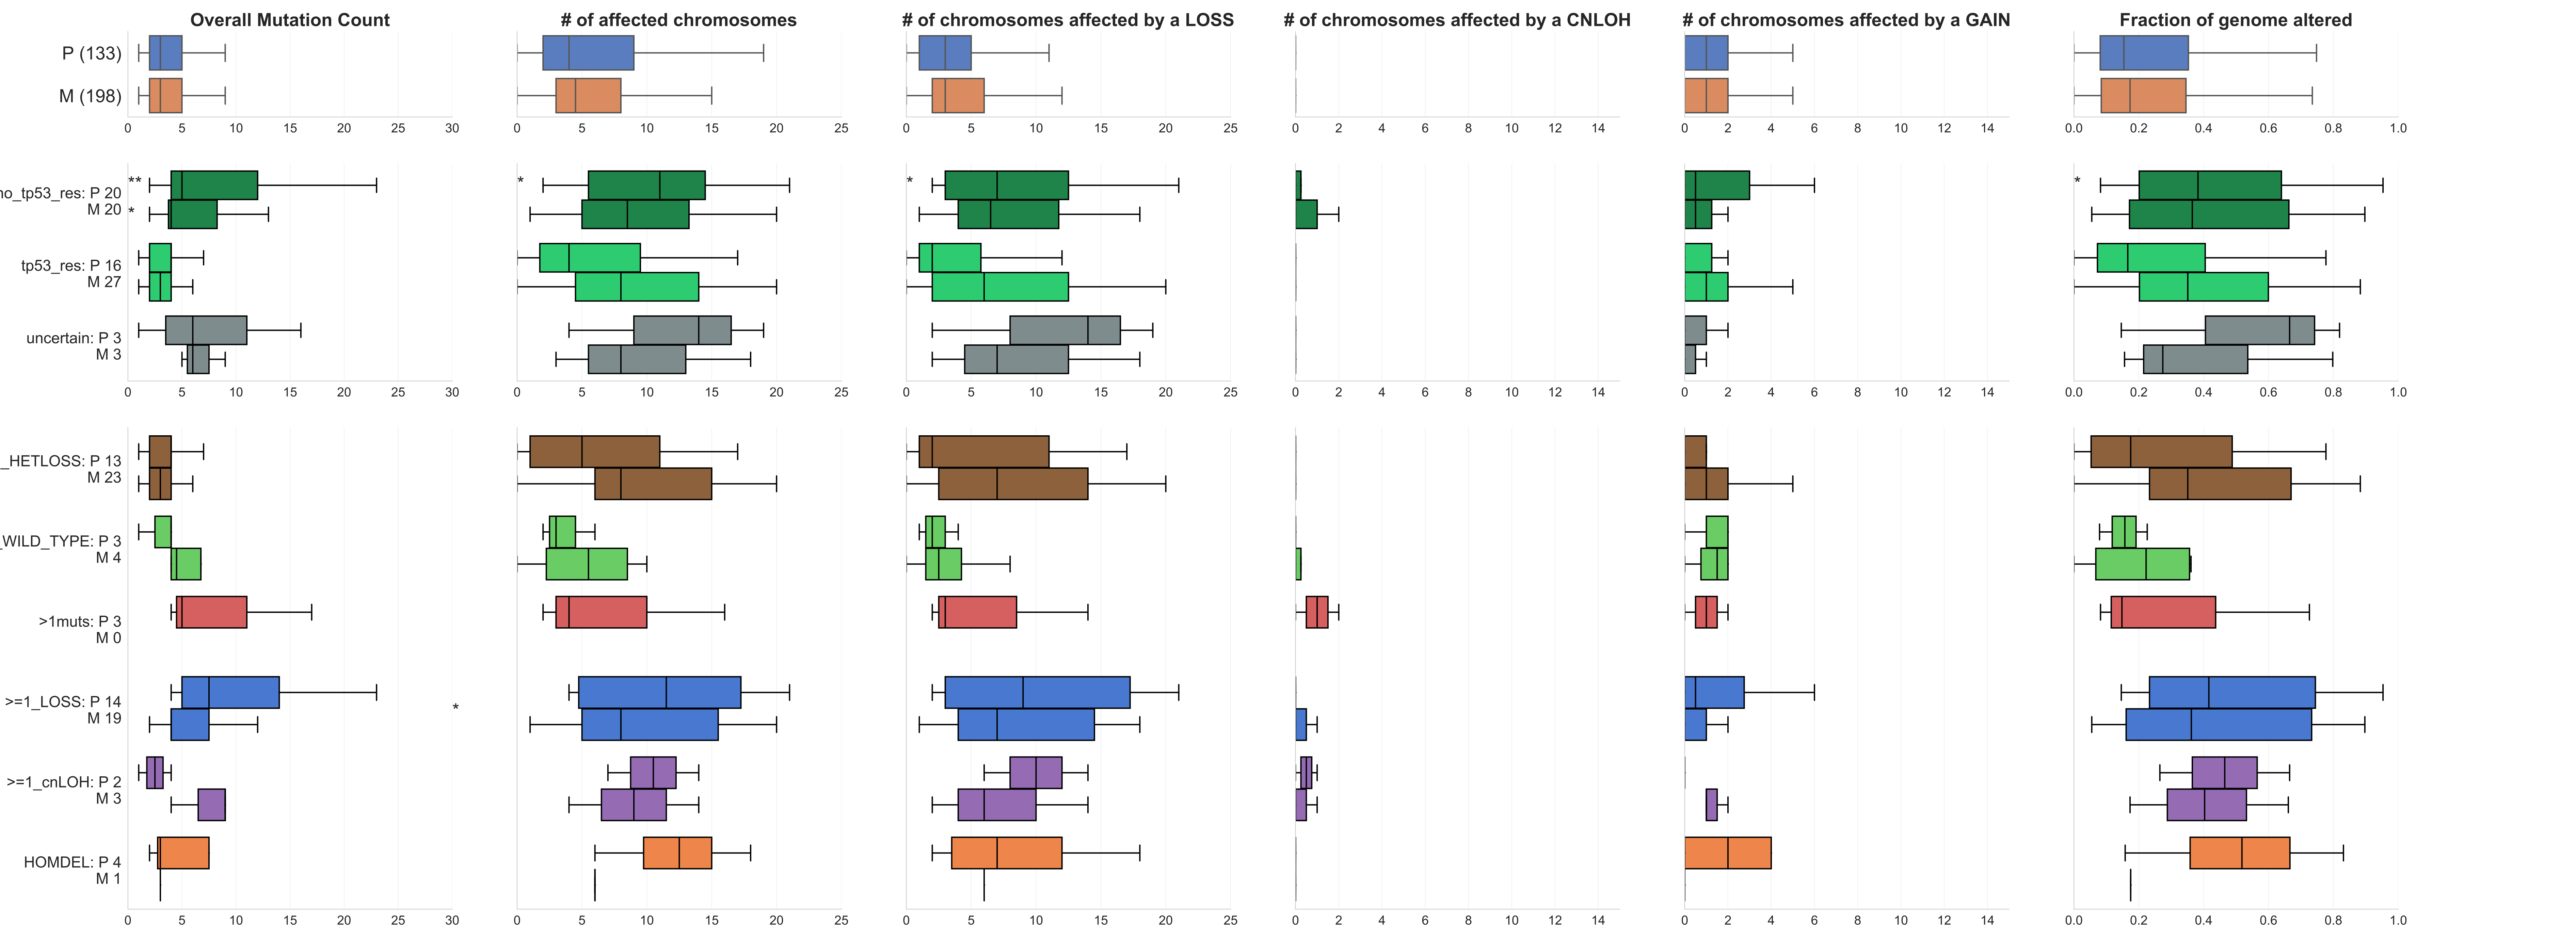 Overall Mutation Count # of affected chromosomes # of chromosomes affected by a LOSS # of chromosomes affected by a CNLOH # of chromosomes affected by a GAIN Fraction of genome altered
P (133)
M (198)
0 5 10 15 20 25 30 0 5 10 15 20 25 0 5 10 15 20 25 0 2 4 6 8 10 12 14 0 2 4 6 8 10 12 14 0.0 0.2 0.4 0.6 0.8 1.0
** * * *
no_tp53_res: P 20
M 20 *
tp53_res: P 16
M 27
uncertain: P 3
M 3
0 5 10 15 20 25 30 0 5 10 15 20 25 0 5 10 15 20 25 0 2 4 6 8 10 12 14 0 2 4 6 8 10 12 14 0.0 0.2 0.4 0.6 0.8 1.0
_HETLOSS: P 13
M 23
_WILD_TYPE: P 3
M 4
>1muts: P 3
M 0
>=1_LOSS: P 14
*
M 19
>=1_cnLOH: P 2
M 3
HOMDEL: P 4
M 1
0 5 10 15 20 25 30 0 5 10 15 20 25 0 5 10 15 20 25 0 2 4 6 8 10 12 14 0 2 4 6 8 10 12 14 0.0 0.2 0.4 0.6 0.8 1.0